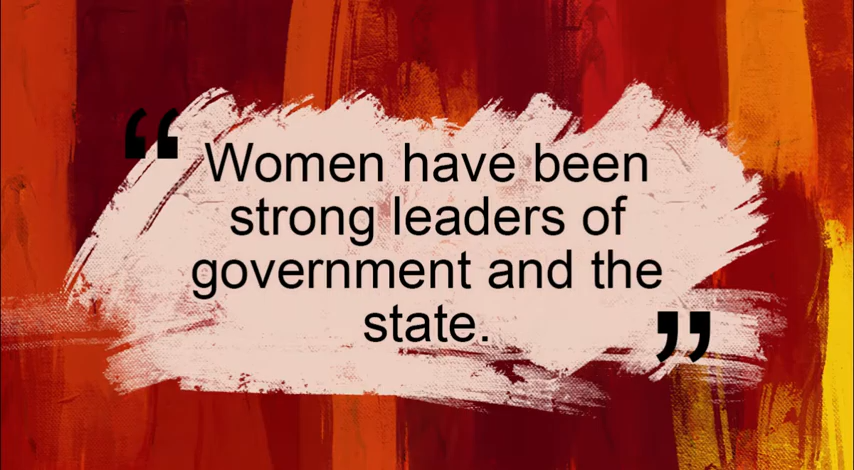 “Women have been
strong leaders of
government and the
state.”